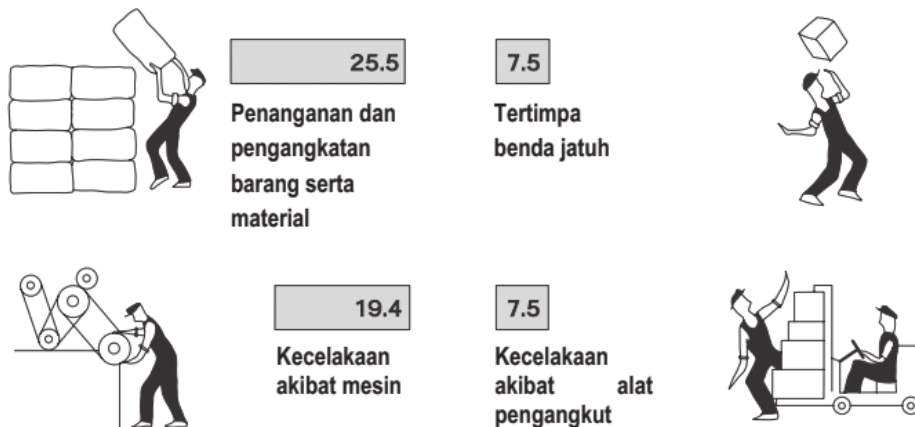 25.5
Penanganan dan
pengangkatan
barang serta
material
7.5
Tertimpa
benda jatuh
19.4
Kecelakaan
akibat mesin
7.5
Kecelakaan
akibat alat
pengangkut